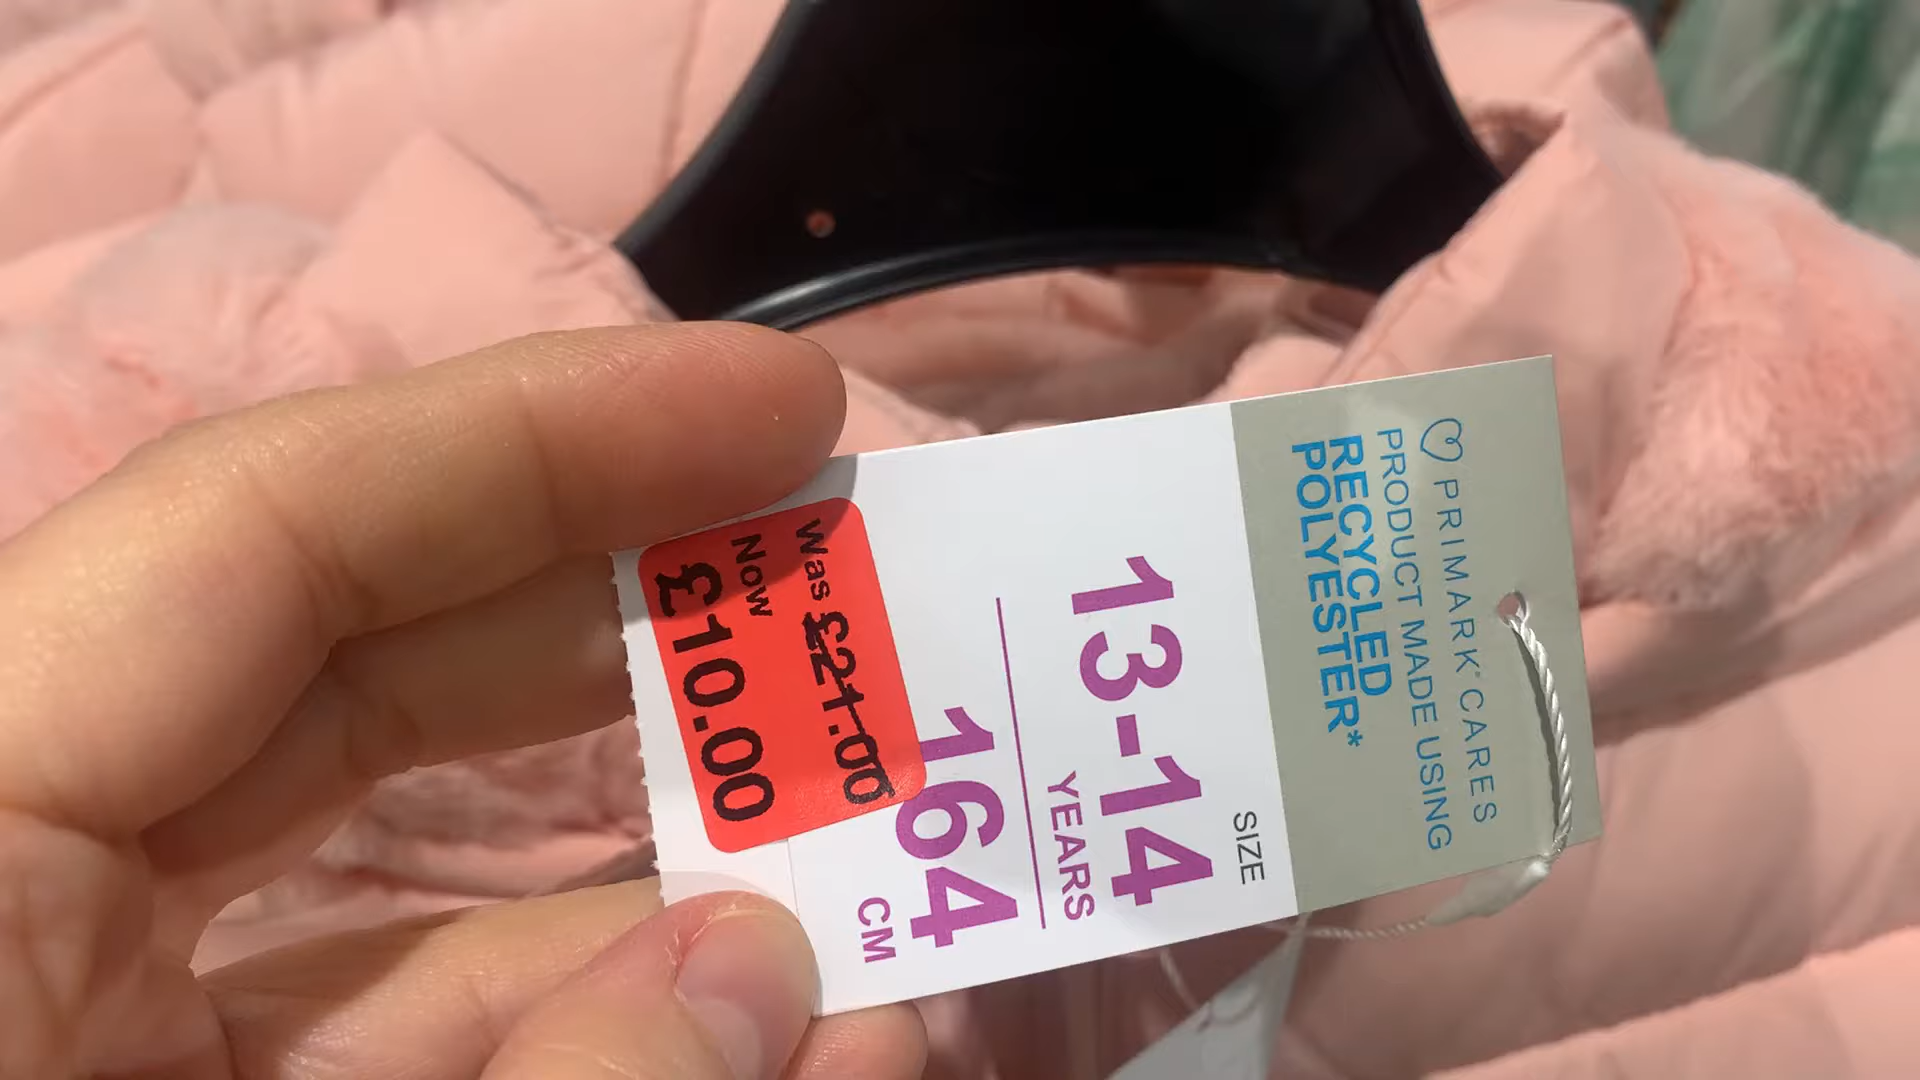 PRIMARK® CARES
PRODUCT MADE USING
RECYCLED
POLYESTER*
SIZE
13-14
YEARS
164
CM
Was £21.00
Now
£10.00